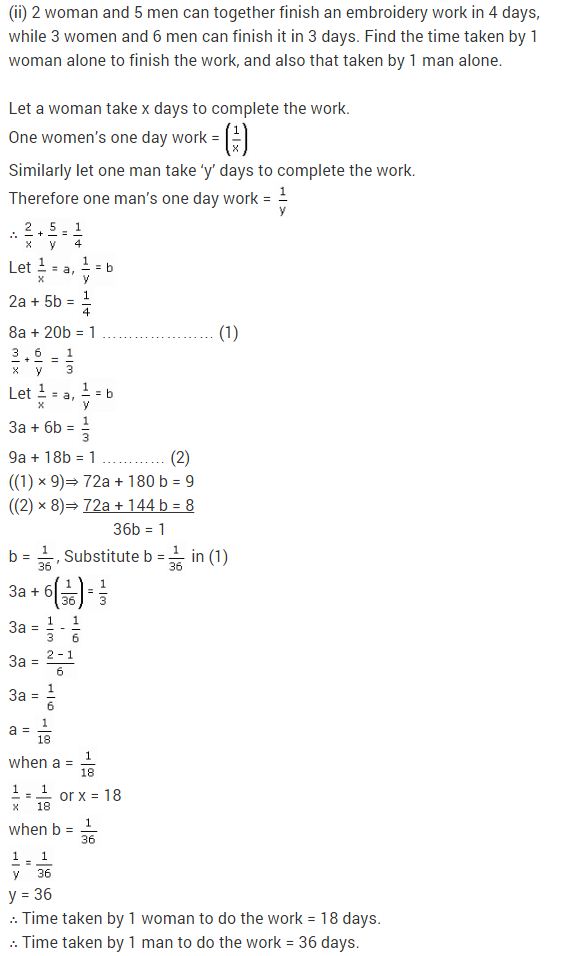 (ii) 2 woman and 5 men can together finish an embroidery work in 4 days,
while 3 women and 6 men can finish it in 3 days. Find the time taken by 1
woman alone to finish the work, and also that taken by 1 man alone.
Let a woman take x days to complete the work.
One women’s one day work = (1/x)
Similarly let one man take ‘y’ days to complete the work.
Therefore one man’s one day work = 1/y
∴ 2/x + 5/y = 1/4
Let 1/x = a, 1/y = b
2a + 5b = 1/4
8a + 20b = 1 …………………. (1)
3/x + 6/y = 1/3
Let 1/x = a, 1/y = b
3a + 6b = 1/3
9a + 18b = 1 ………… (2)
((1) × 9)⇒ 72a + 180 b = 9
((2) × 8)⇒ 72a + 144 b = 8
36b = 1
b = 1/36, Substitute b = 1/36 in (1)
3a + 6(1/36) = 1/3
3a = 1/3 - 1/6
3a = 2 - 1/6
3a = 1/6
a = 1/18
when a = 1/18
1/x = 1/18 or x = 18
when b = 1/36
1/y = 1/36
y = 36
∴ Time taken by 1 woman to do the work = 18 days.
∴ Time taken by 1 man to do the work = 36 days.